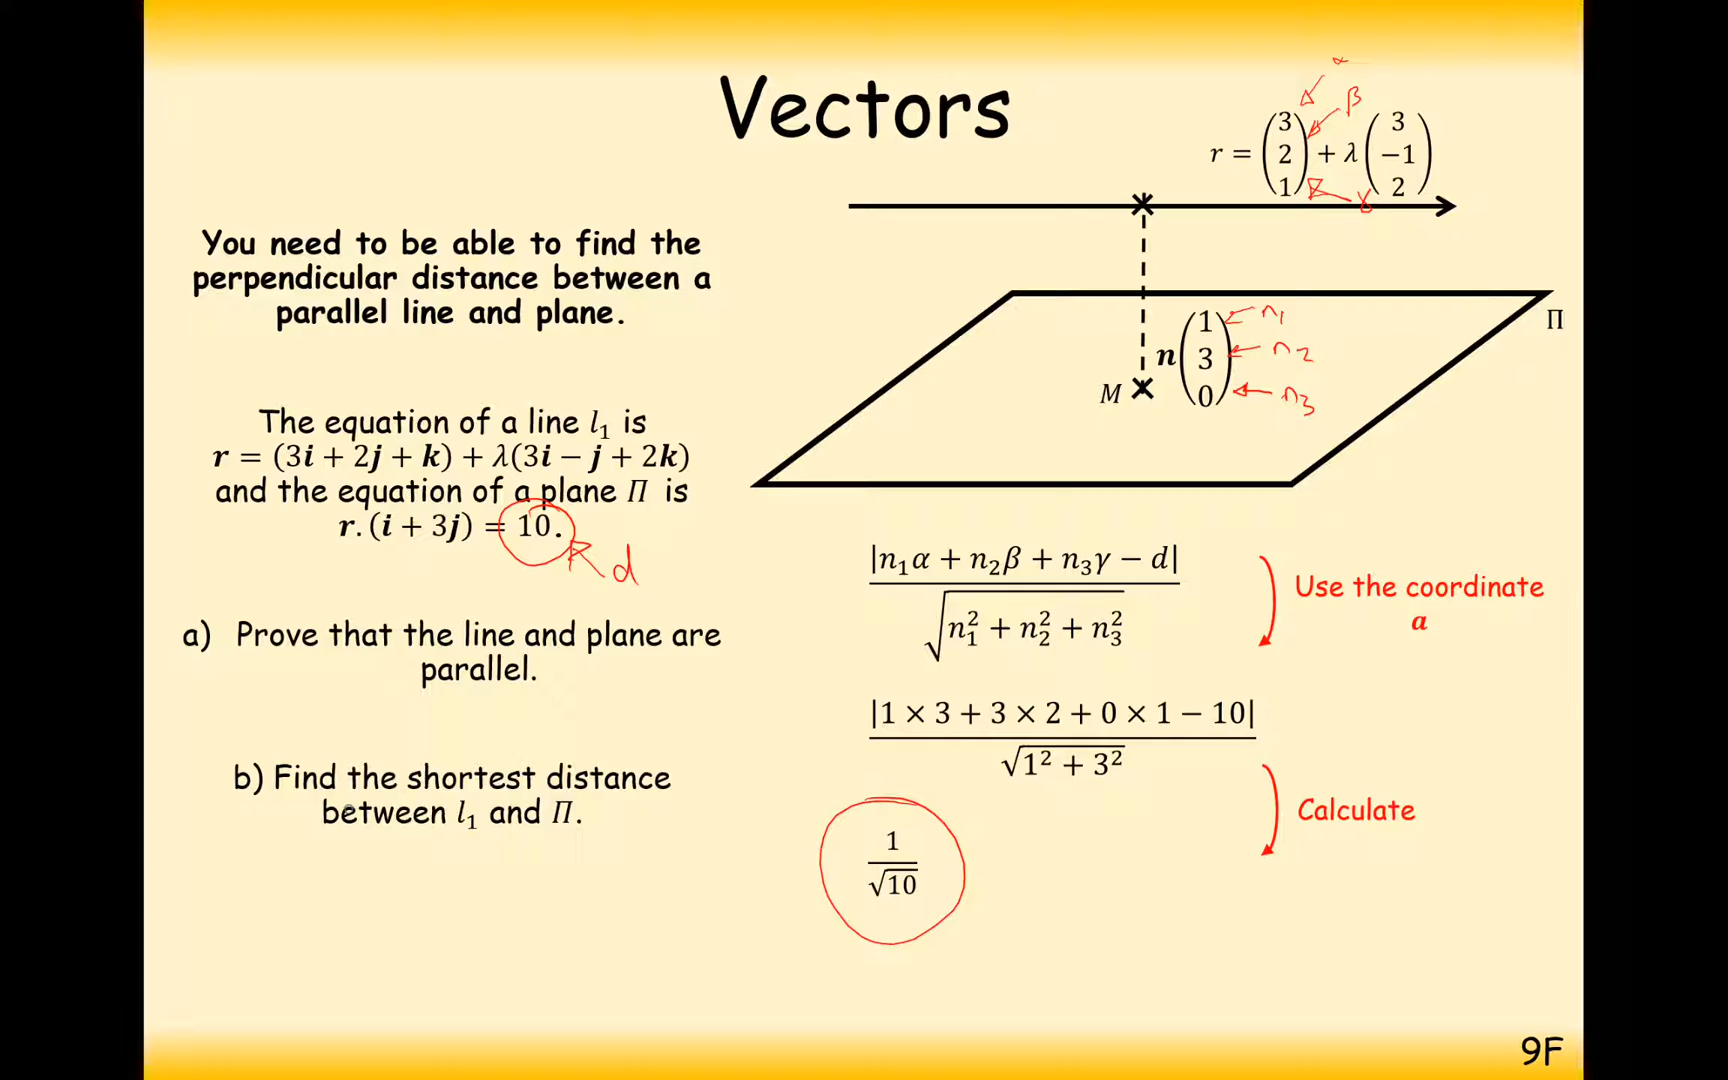 Vectors
You need to be able to find the
perpendicular distance between a
parallel line and plane.
The equation of a line l₁ is
r = (3i + 2j + k) + λ(3i − j + 2k)
and the equation of a plane Π is
r. (i + 3j) = 10.
d
a) Prove that the line and plane are
parallel.
b) Find the shortest distance
between l₁ and Π.
α
β
γ
r = (3 2 1) + λ (3 −1 2)
Π
M
n (1 3 0)
n1
n2
n3
|n₁α + n₂β + n₃γ − d|
√n₁² + n₂² + n₃²
Use the coordinate
a
|1 × 3 + 3 × 2 + 0 × 1 − 10|
√1² + 3²
Calculate
1
√10
9F